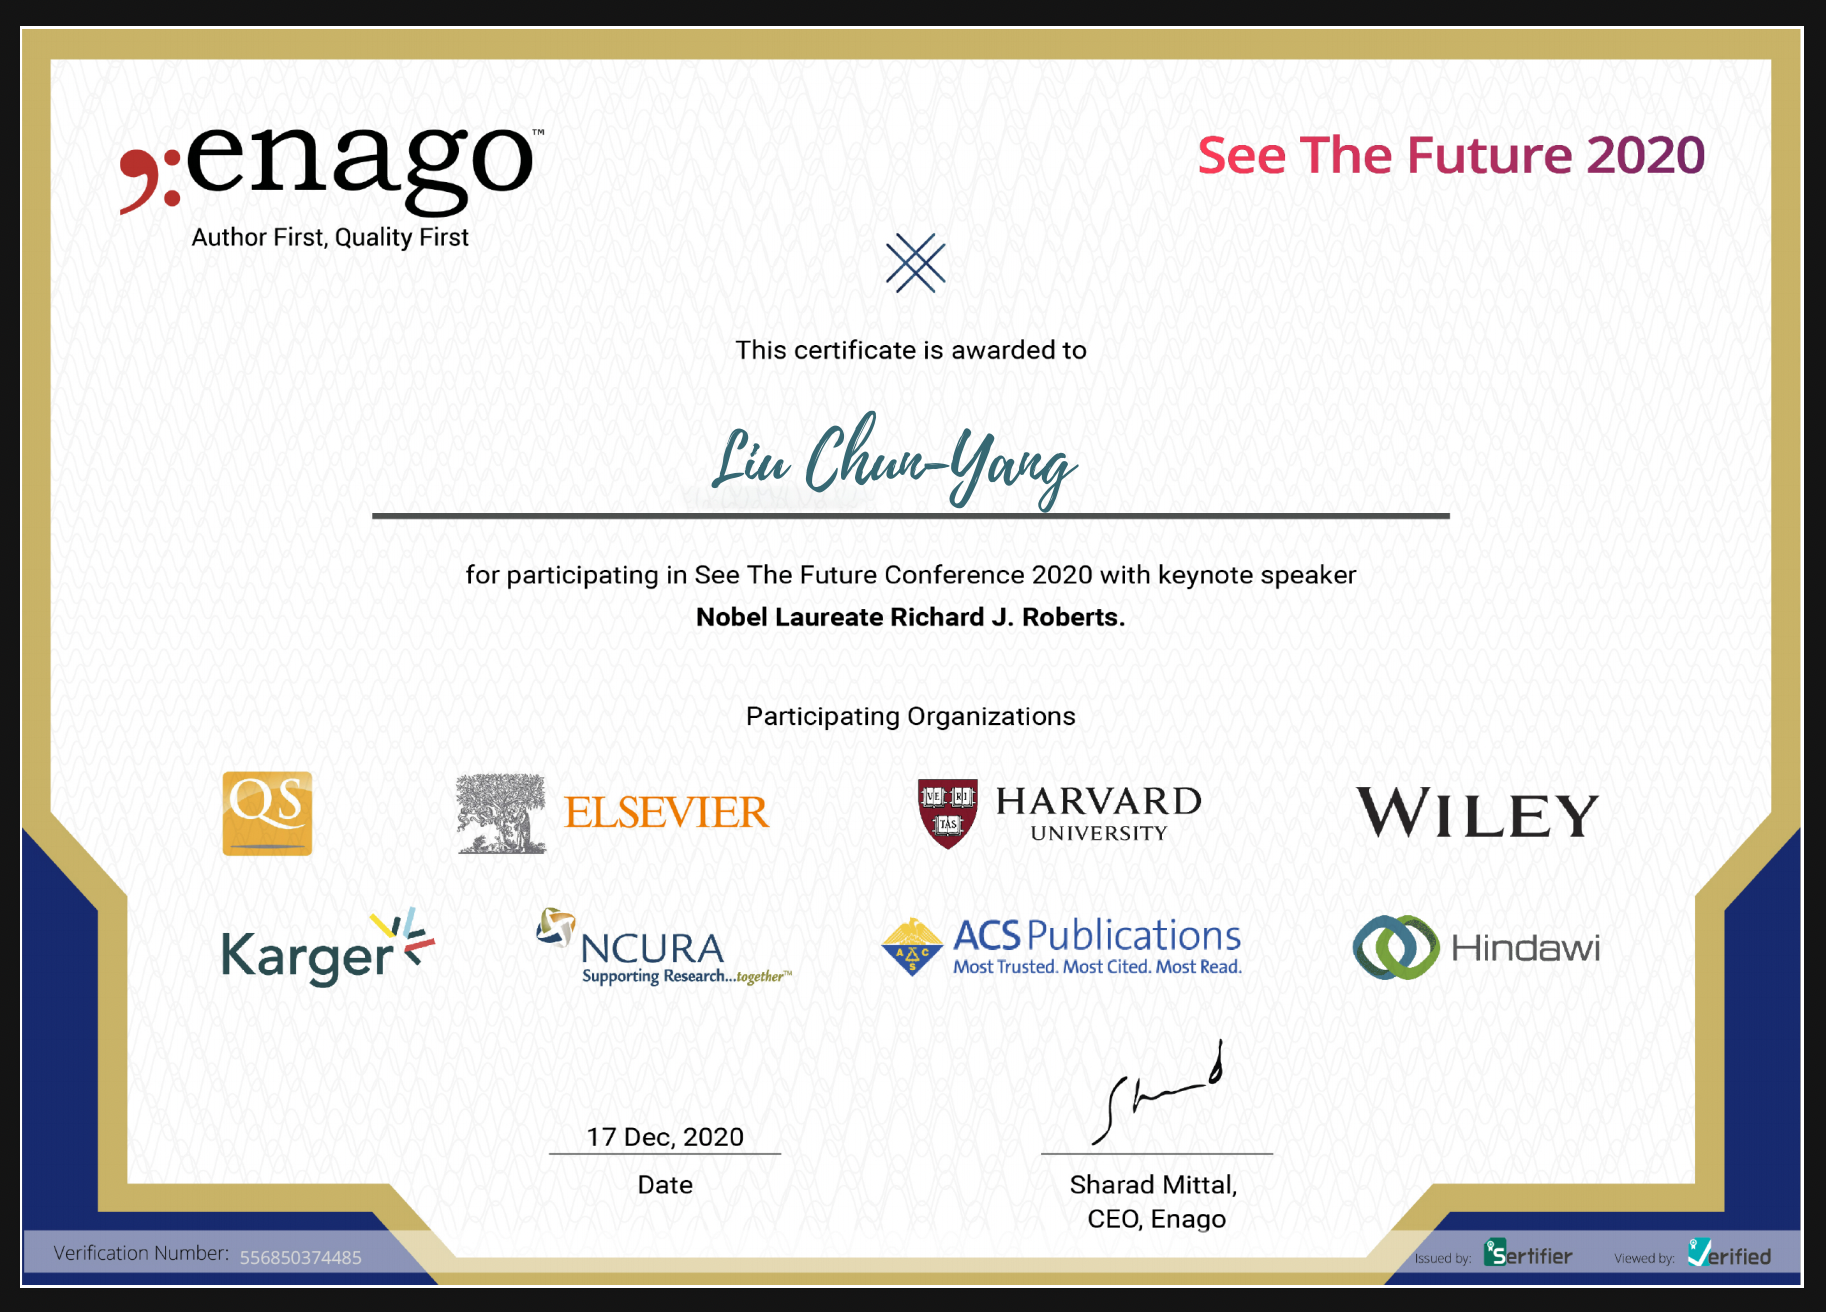 enago™
Author First, Quality First
See The Future 2020
This certificate is awarded to
Liu Chun-Yang
for participating in See The Future Conference 2020 with keynote speaker
Nobel Laureate Richard J. Roberts.
Participating Organizations
QS
ELSEVIER
VE RI TAS
HARVARD
UNIVERSITY
WILEY
Karger
NCURA
Supporting Research...together™
A C S
ACS Publications
Most Trusted. Most Cited. Most Read.
Hindawi
17 Dec, 2020
Date
Sharad Mittal,
CEO, Enago
Verification Number: 556850374485
Issued by: Sertifier
Viewed by: Verified